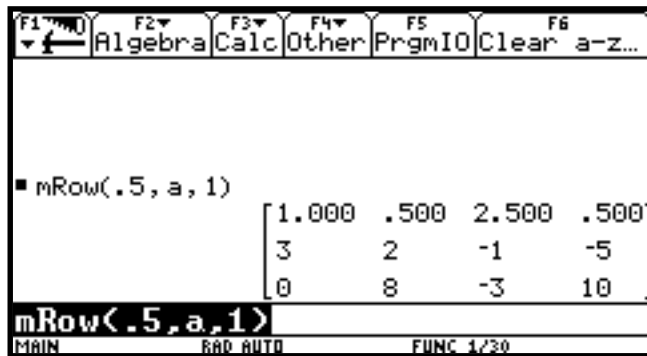 F1 F2 F3 F4 F5 F6
Algebra Calc Other PrgmIO Clear a-z…
▪ mRow(.5,a,1)
[1.000 .500 2.500 .500
3 2 -1 -5
0 8 -3 10
mRow(.5,a,1)
MAIN RAD AUTO FUNC 1/30